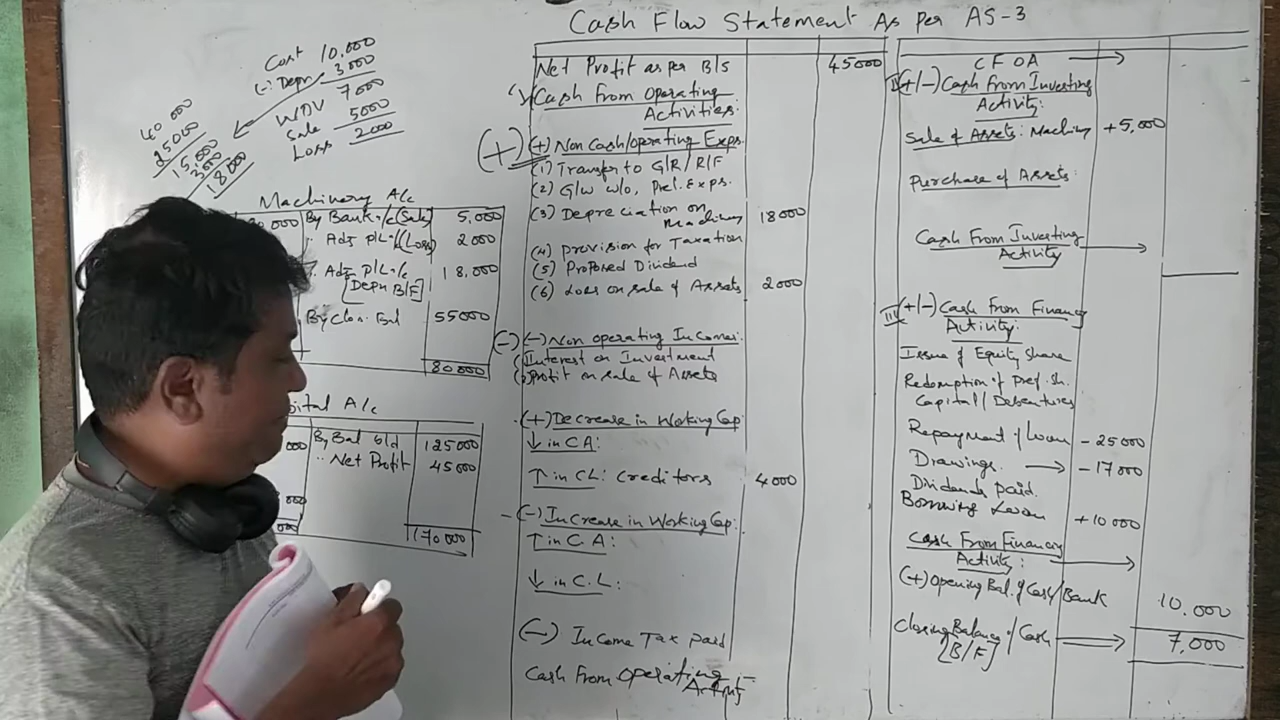 Cash Flow Statement As per AS-3
Cost 10,000
(-) Depn 3000
WDV 7000
Sale 5000
Loss 2000
40000
25000
15,000
3000
18000
Machinery A/c
By Bank A/c (Sale) 5,000
" Adj P/L A/c (Loss) 2000
" Adj P/L A/c 18,000
[Depn B/F]
By Clos. Bal 55000
80000
pital A/c
000 By Bal b/d 125000
" Net Profit 45000
000
000 170000
Net Profit as per B/S 45000
Cash From Operating
Activities:
(+) (+) Non Cash/operating Exps.
(1) Transfer to G/R / R/F
(2) G/W w/o, Prel. Exps.
(3) Depreciation on
Machinery 18000
(4) Provision for Taxation
(5) Proposed Dividend
(6) Loss on sale of Assets 2000
(-) (-) Non operating Incomes:
Interest on Investment
Profit on sale of Assets
(+) Decrease in Working Cap
↓ in CA:
↑ in CL: creditors 4000
- (-) Increase in Working Cap:
↑ in C.A:
↓ in C.L:
(-) Income Tax paid
Cash From Operating
CFOA →
II (+/-) Cash From Investing
Activity:
Sale of Assets: Machinery +5,000
Purchase of Assets:
Cash From Investing
Activity →
III (+/-) Cash From Financing
Activity:
Issue of Equity Share
Redemption of Pref. Sh.
Capital / Debentures
Repayment of Loan - 25000
Drawings → - 17000
Dividends paid.
Borrowing Loan +10000
Cash From Financing
Activity: →
(+) Opening Bal. of Cash/Bank 10,000
Closing Balance of Cash ⇒ 7,000
[B/F]